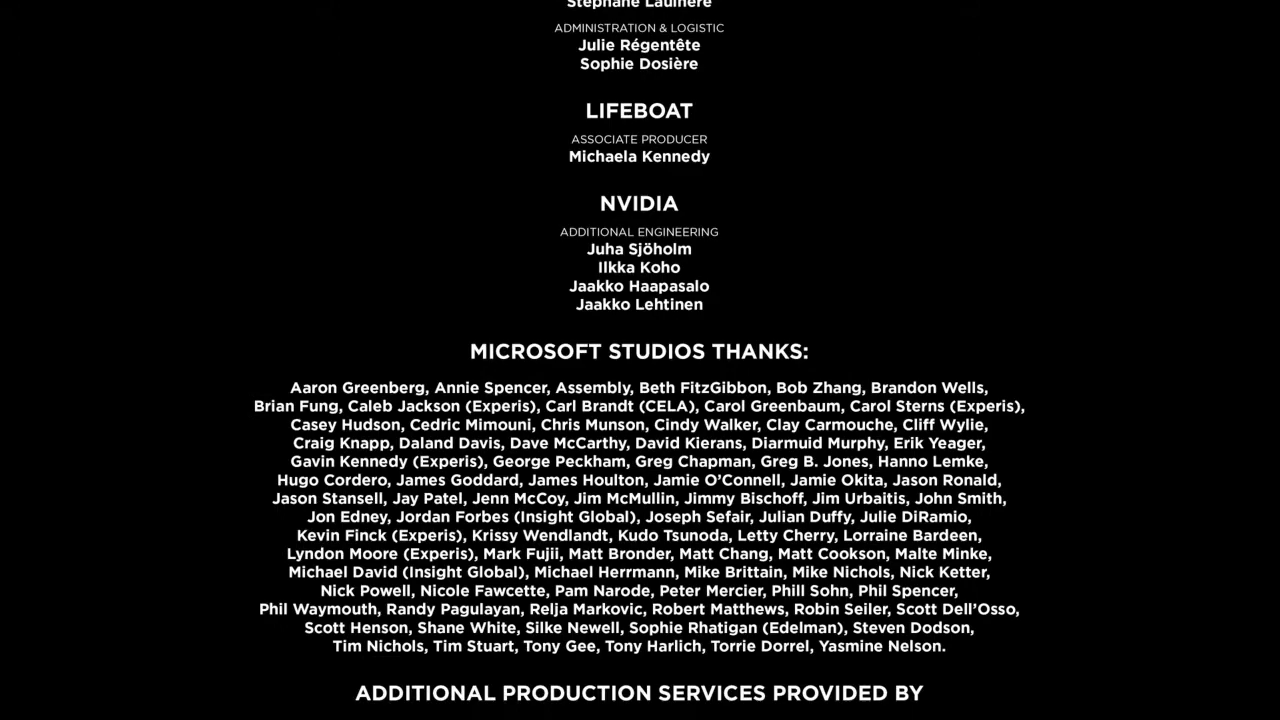 Stéphane Laulhère
ADMINISTRATION & LOGISTIC
Julie Régentête
Sophie Dosière
LIFEBOAT
ASSOCIATE PRODUCER
Michaela Kennedy
NVIDIA
ADDITIONAL ENGINEERING
Juha Sjöholm
Ilkka Koho
Jaakko Haapasalo
Jaakko Lehtinen
MICROSOFT STUDIOS THANKS:
Aaron Greenberg, Annie Spencer, Assembly, Beth FitzGibbon, Bob Zhang, Brandon Wells,
Brian Fung, Caleb Jackson (Experis), Carl Brandt (CELA), Carol Greenbaum, Carol Sterns (Experis),
Casey Hudson, Cedric Mimouni, Chris Munson, Cindy Walker, Clay Carmouche, Cliff Wylie,
Craig Knapp, Daland Davis, Dave McCarthy, David Kierans, Diarmuid Murphy, Erik Yeager,
Gavin Kennedy (Experis), George Peckham, Greg Chapman, Greg B. Jones, Hanno Lemke,
Hugo Cordero, James Goddard, James Houlton, Jamie O'Connell, Jamie Okita, Jason Ronald,
Jason Stansell, Jay Patel, Jenn McCoy, Jim McMullin, Jimmy Bischoff, Jim Urbaitis, John Smith,
Jon Edney, Jordan Forbes (Insight Global), Joseph Sefair, Julian Duffy, Julie DiRamio,
Kevin Finck (Experis), Krissy Wendlandt, Kudo Tsunoda, Letty Cherry, Lorraine Bardeen,
Lyndon Moore (Experis), Mark Fujii, Matt Bronder, Matt Chang, Matt Cookson, Malte Minke,
Michael David (Insight Global), Michael Herrmann, Mike Brittain, Mike Nichols, Nick Ketter,
Nick Powell, Nicole Fawcette, Pam Narode, Peter Mercier, Phill Sohn, Phil Spencer,
Phil Waymouth, Randy Pagulayan, Relja Markovic, Robert Matthews, Robin Seiler, Scott Dell'Osso,
Scott Henson, Shane White, Silke Newell, Sophie Rhatigan (Edelman), Steven Dodson,
Tim Nichols, Tim Stuart, Tony Gee, Tony Harlich, Torrie Dorrel, Yasmine Nelson.
ADDITIONAL PRODUCTION SERVICES PROVIDED BY